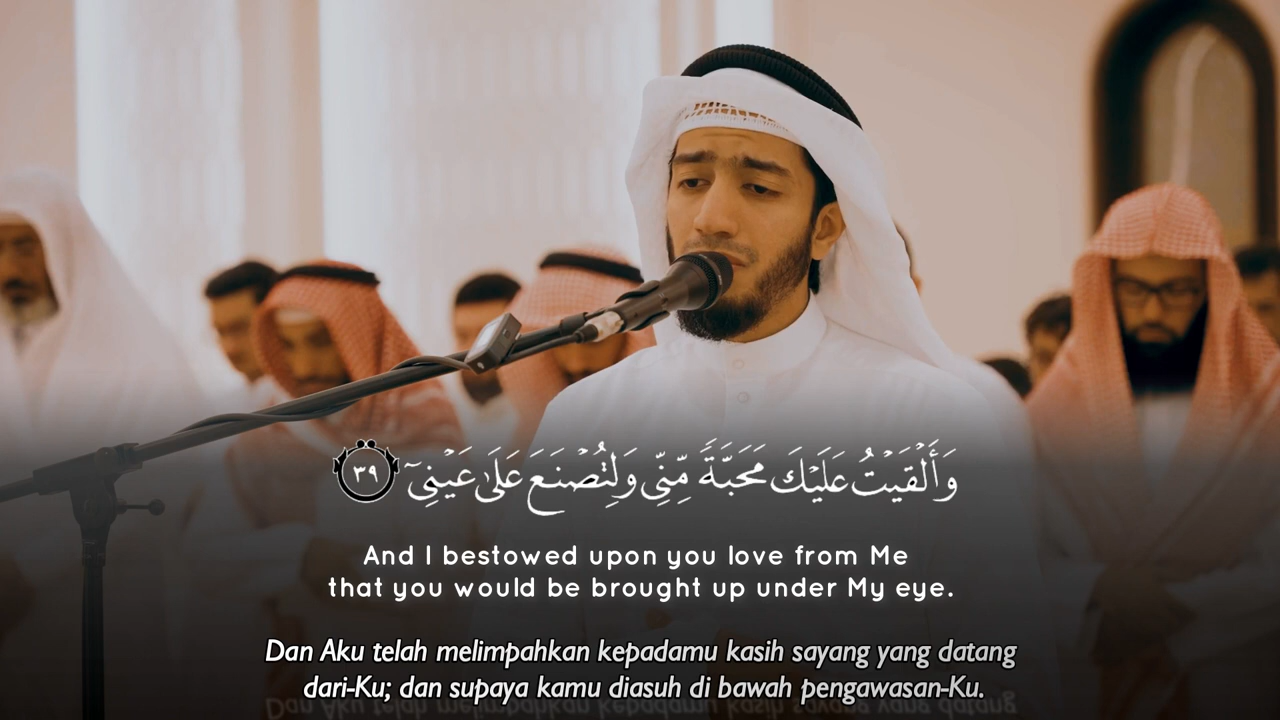 وَأَلْقَيْتُ عَلَيْكَ مَحَبَّةً مِّنِّى وَلِتُصْنَعَ عَلَىٰ عَيْنِىٓ ٣٩
And I bestowed upon you love from Me
that you would be brought up under My eye.
Dan Aku telah melimpahkan kepadamu kasih sayang yang datang
dari-Ku; dan supaya kamu diasuh di bawah pengawasan-Ku.